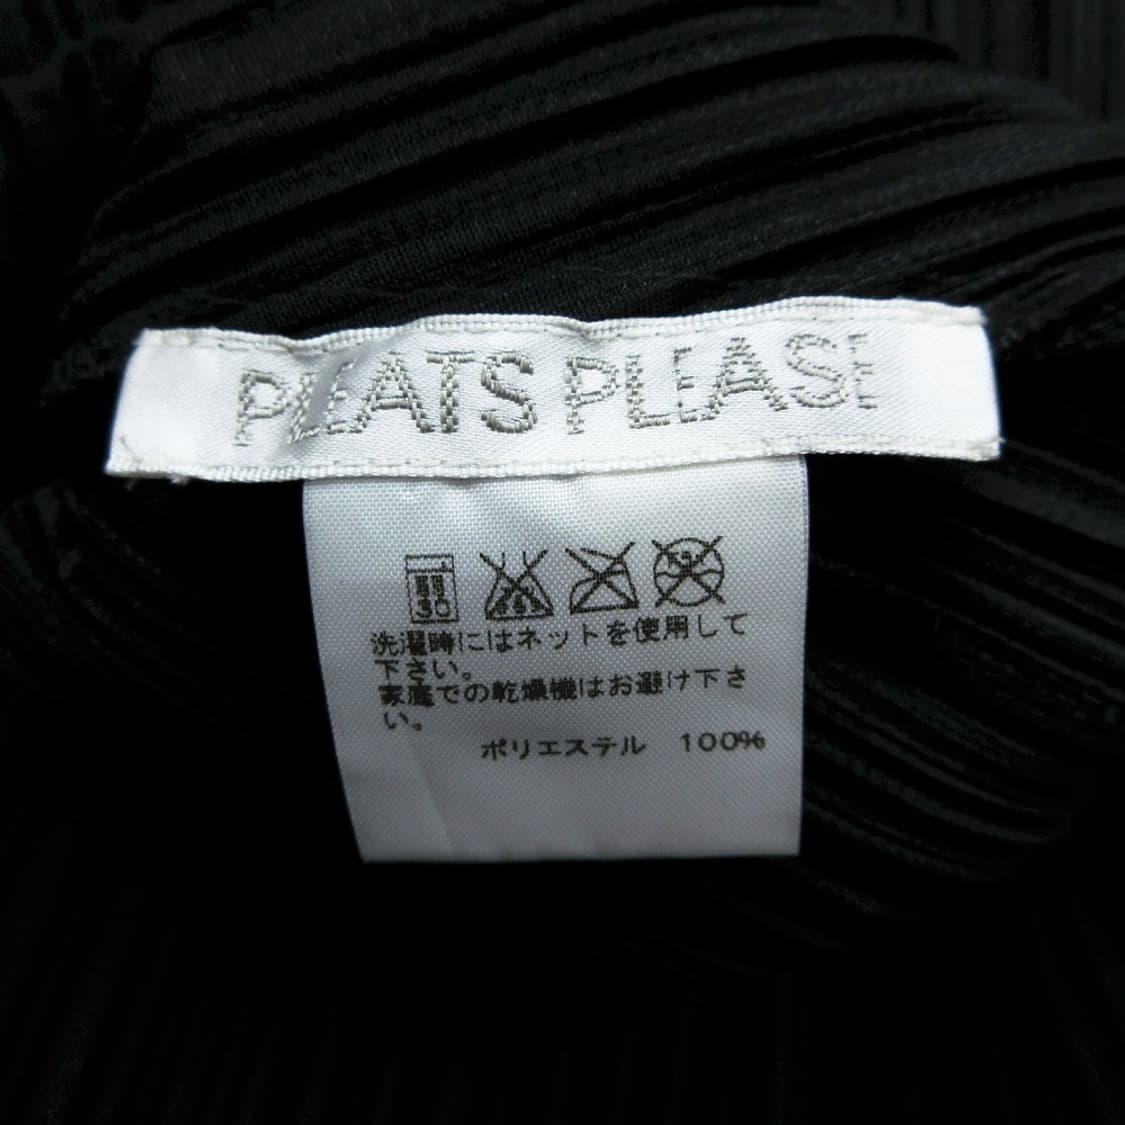 PLEATS PLEASE
30
洗濯時にはネットを使用して
下さい。
家庭での乾燥機はお避け下さ
い。
ポリエステル 100%